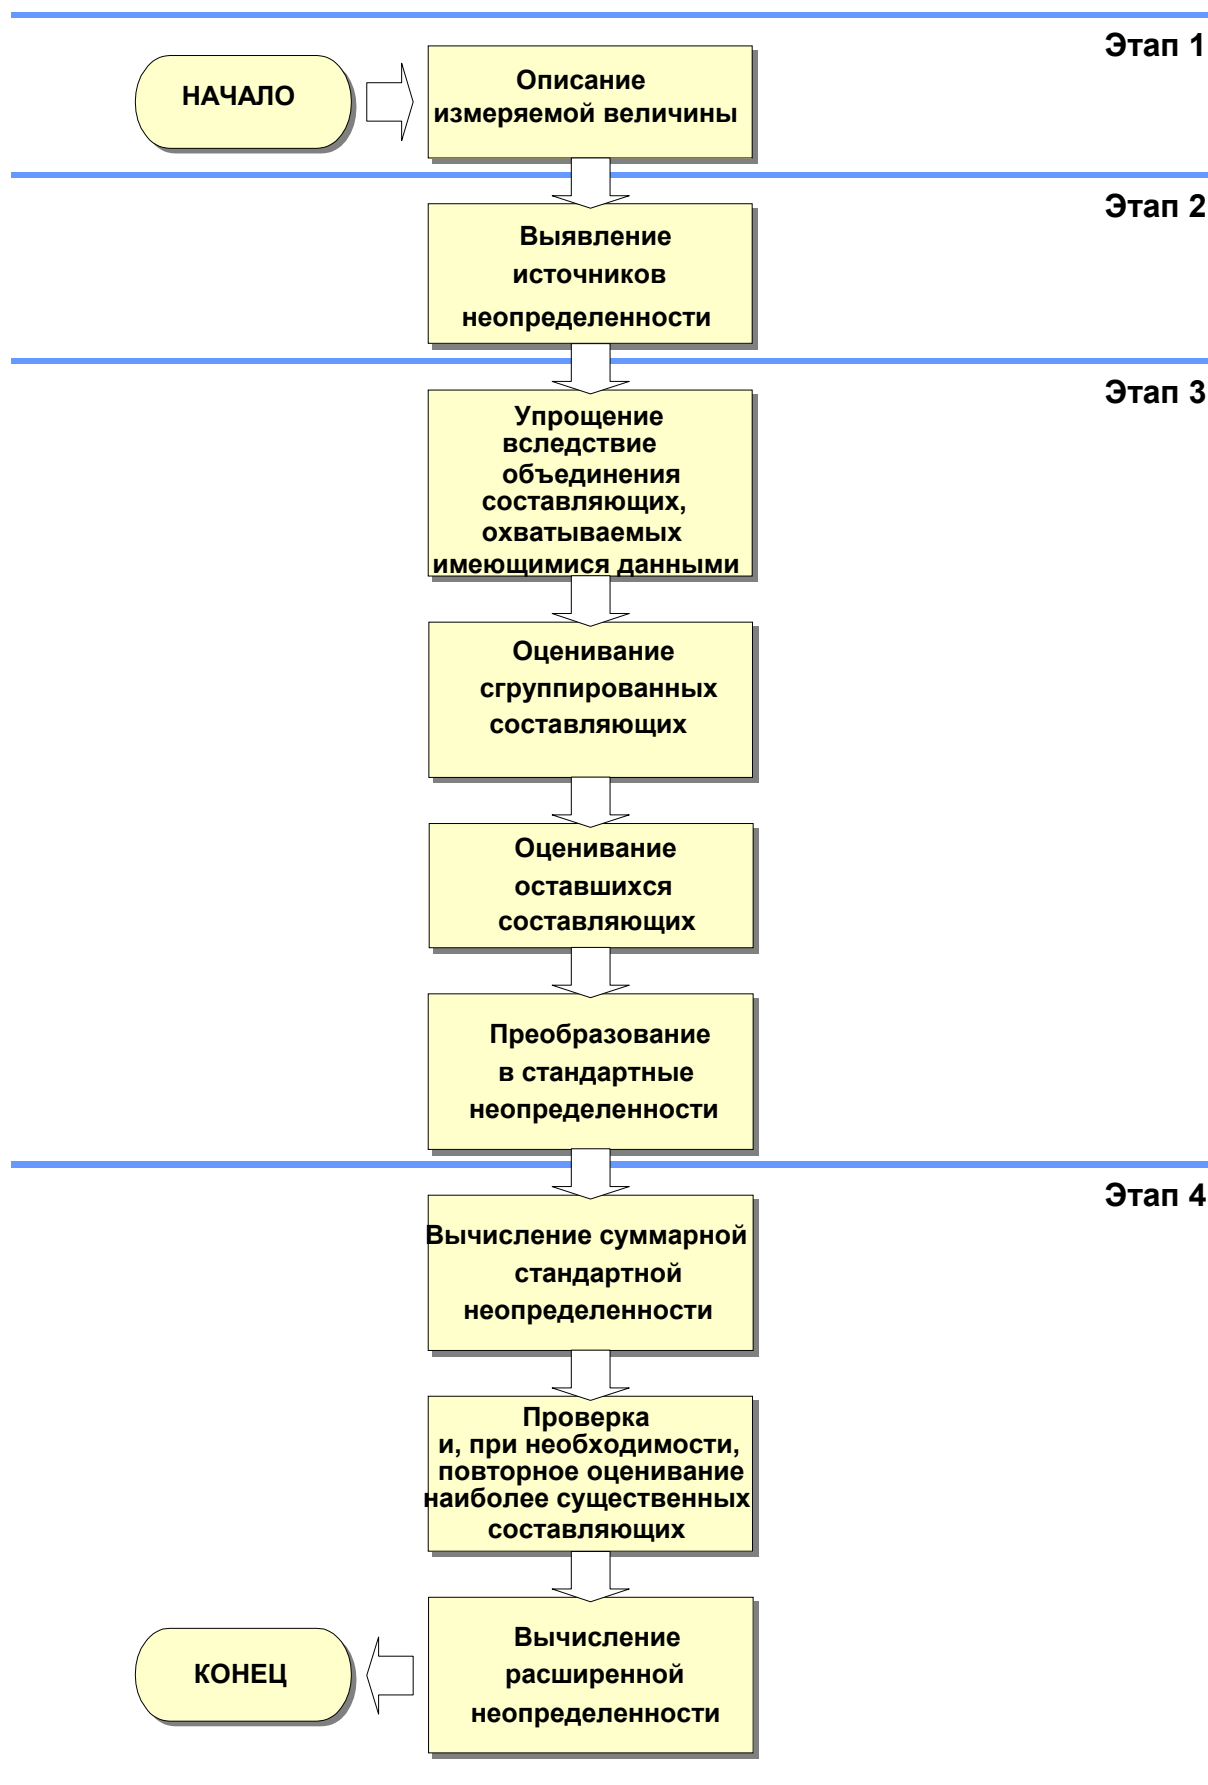 Этап 1
НАЧАЛО
Описание
измеряемой величины
Этап 2
Выявление
источников
неопределенности
Этап 3
Упрощение
вследствие
объединения
составляющих,
охватываемых
имеющимися данными
Оценивание
сгруппированных
составляющих
Оценивание
оставшихся
составляющих
Преобразование
в стандартные
неопределенности
Этап 4
Вычисление суммарной
стандартной
неопределенности
Проверка
и, при необходимости,
повторное оценивание
наиболее существенных
составляющих
Вычисление
расширенной
неопределенности
КОНЕЦ